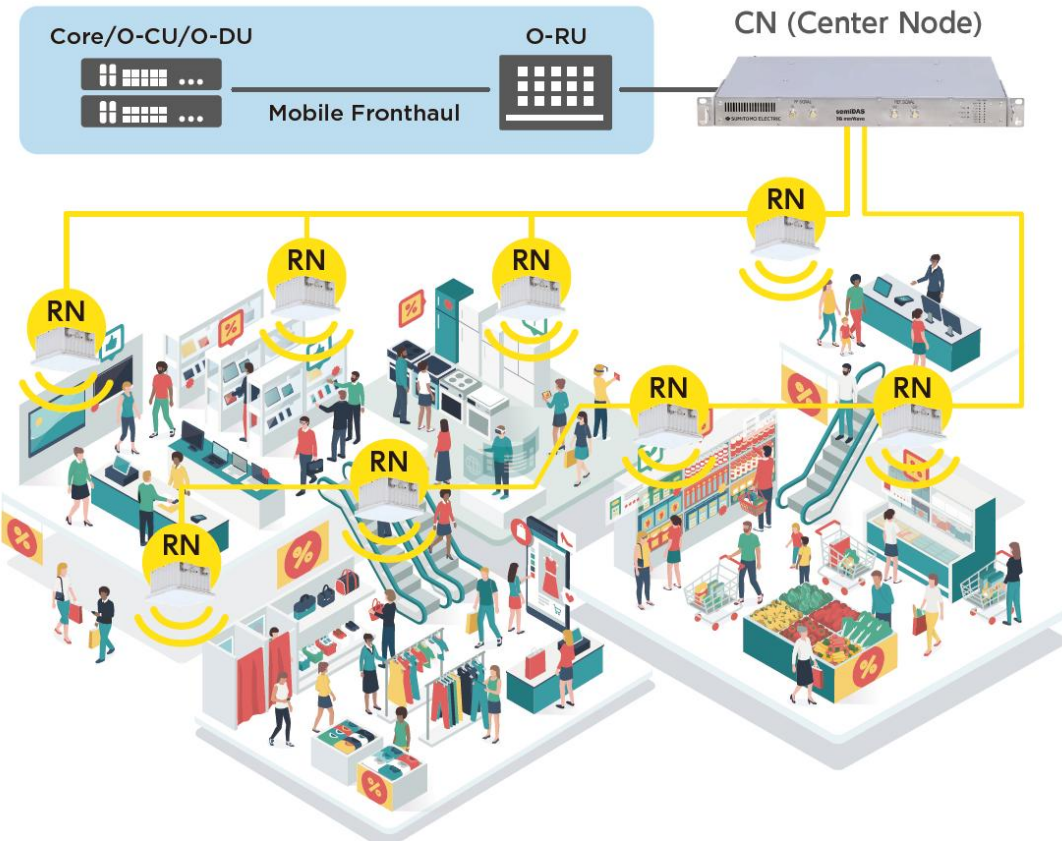 Core/O-CU/O-DU
O-RU
CN (Center Node)
Mobile Fronthaul
SUMITOMO ELECTRIC
RN
RN
RN
RN
RN
RN
RN
RN
%
%
%
%
%
%
%
%